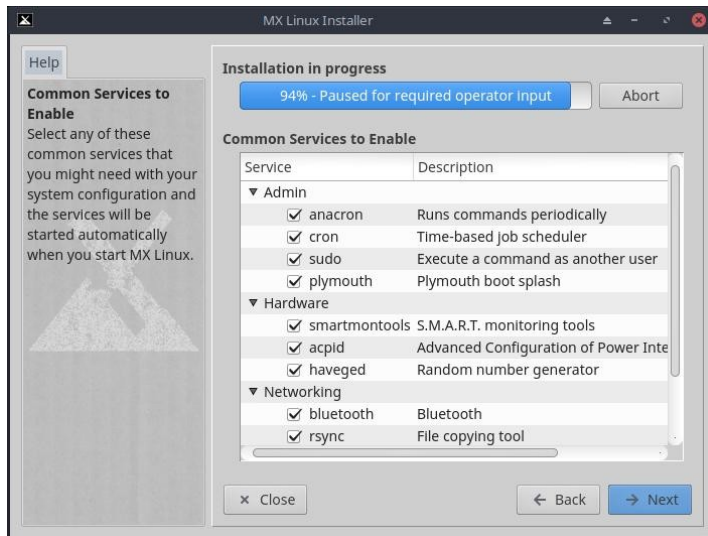 MX Linux Installer
Help
Common Services to
Enable
Select any of these
common services that
you might need with your
system configuration and
the services will be
started automatically
when you start MX Linux.
Installation in progress
94% - Paused for required operator input
Abort
Common Services to Enable
Service Description
Admin
anacron Runs commands periodically
cron Time-based job scheduler
sudo Execute a command as another user
plymouth Plymouth boot splash
Hardware
smartmontools S.M.A.R.T. monitoring tools
acpid Advanced Configuration of Power Inte
haveged Random number generator
Networking
bluetooth Bluetooth
rsync File copying tool
Close
Back
Next